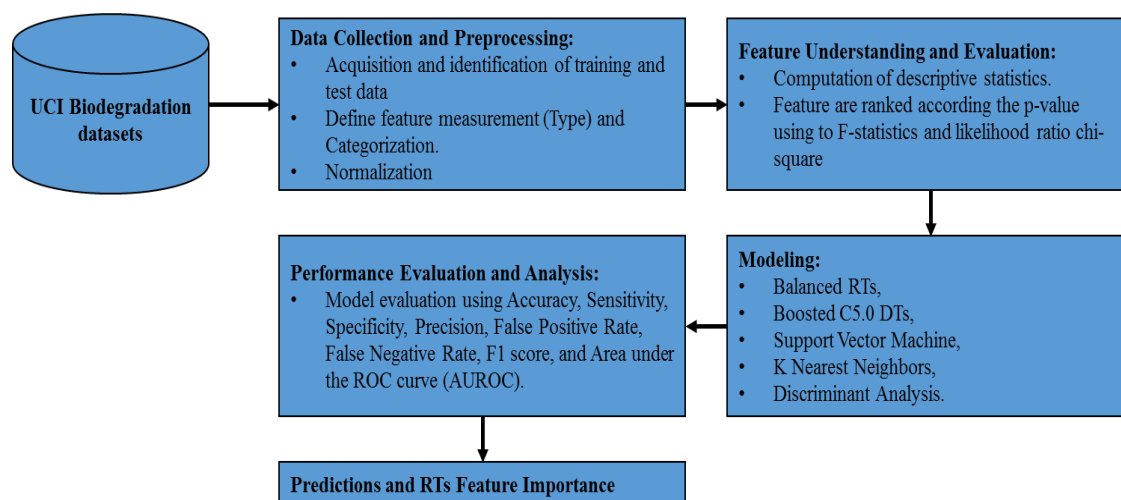 UCI Biodegradation
datasets
Data Collection and Preprocessing:
• Acquisition and identification of training and
test data
• Define feature measurement (Type) and
Categorization.
• Normalization
Feature Understanding and Evaluation:
• Computation of descriptive statistics.
• Feature are ranked according the p-value
using to F-statistics and likelihood ratio chi-
square
Modeling:
• Balanced RTs,
• Boosted C5.0 DTs,
• Support Vector Machine,
• K Nearest Neighbors,
• Discriminant Analysis.
Performance Evaluation and Analysis:
• Model evaluation using Accuracy, Sensitivity,
Specificity, Precision, False Positive Rate,
False Negative Rate, F1 score, and Area under
the ROC curve (AUROC).
Predictions and RTs Feature Importance